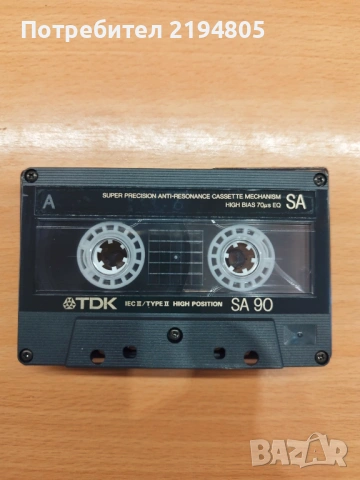 Потребител 2194805
SUPER PRECISION ANTI-RESONANCE CASSETTE MECHANISM
A HIGH BIAS 70μs EQ SA
TDK IEC II/TYPE II HIGH POSITION SA 90
BAZAR